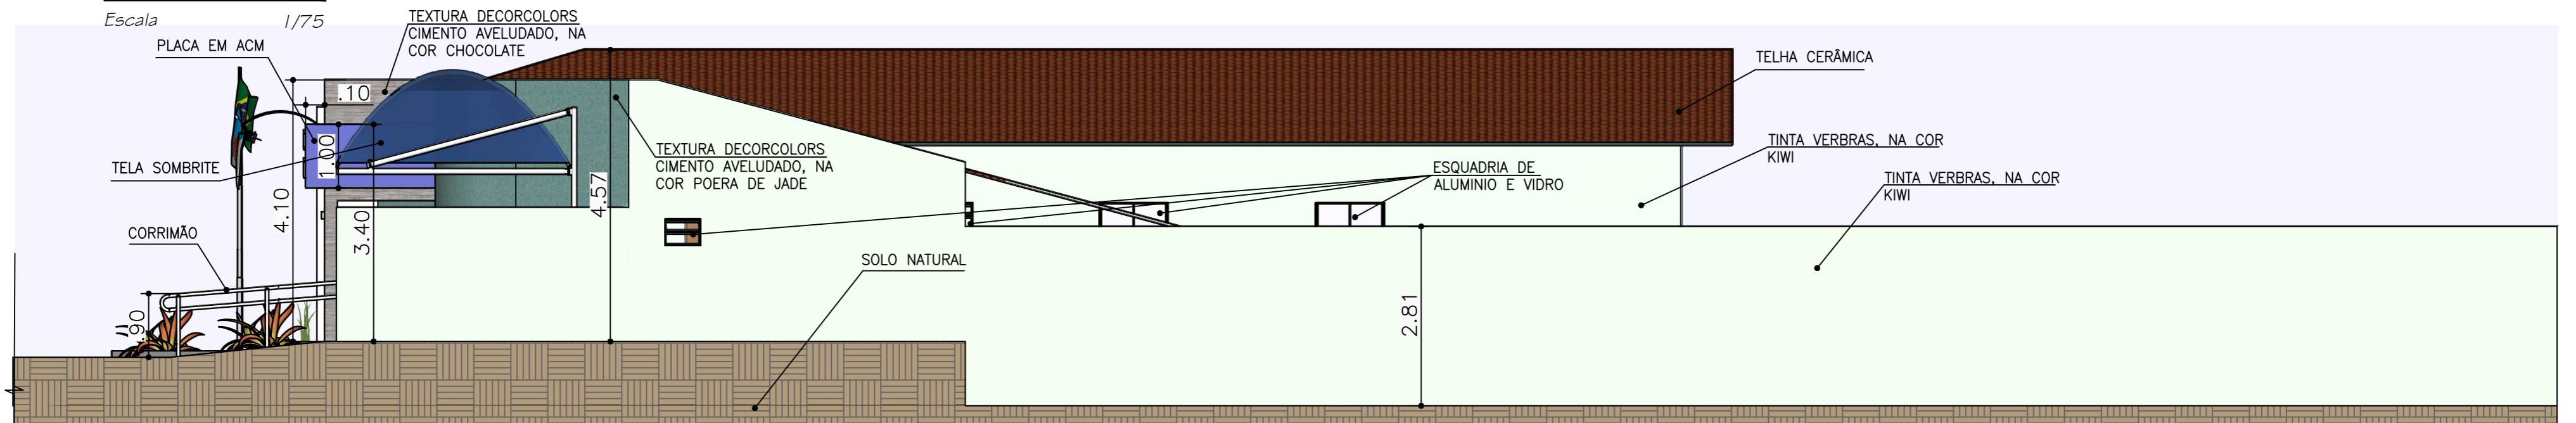 Escala 1/75
TEXTURA DECORCOLORS
CIMENTO AVELUDADO, NA
COR CHOCOLATE
PLACA EM ACM
TELHA CERÂMICA
.10
1.00
TELA SOMBRITE
TEXTURA DECORCOLORS
CIMENTO AVELUDADO, NA
COR POERA DE JADE
TINTA VERBRAS, NA COR
KIWI
ESQUADRIA DE
ALUMINIO E VIDRO
TINTA VERBRAS, NA COR
KIWI
4.10
3.40
4.57
CORRIMÃO
SOLO NATURAL
.90
2.81